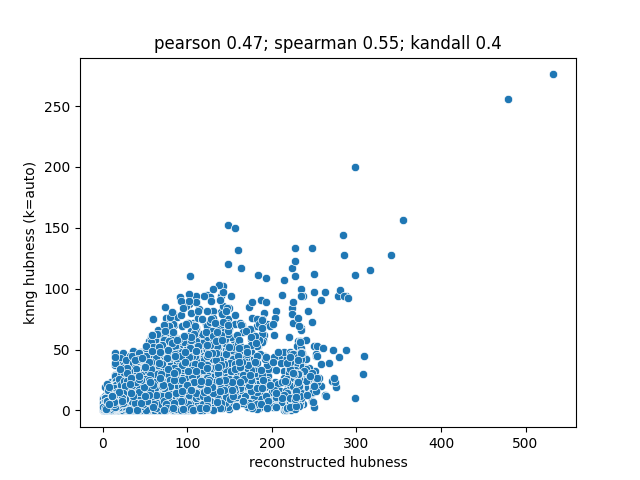 pearson 0.47; spearman 0.55; kandall 0.4
250
200
150
100
50
0
knng hubness (k=auto)
0 100 200 300 400 500
reconstructed hubness